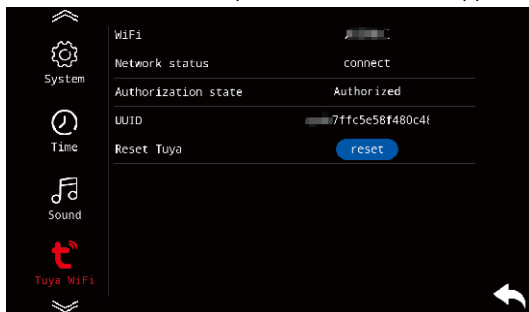 WiFi
Network status connect
System
Authorization state Authorized
UUID 7ffc5e58f480c48
Time
Reset Tuya reset
Sound
Tuya WiFi